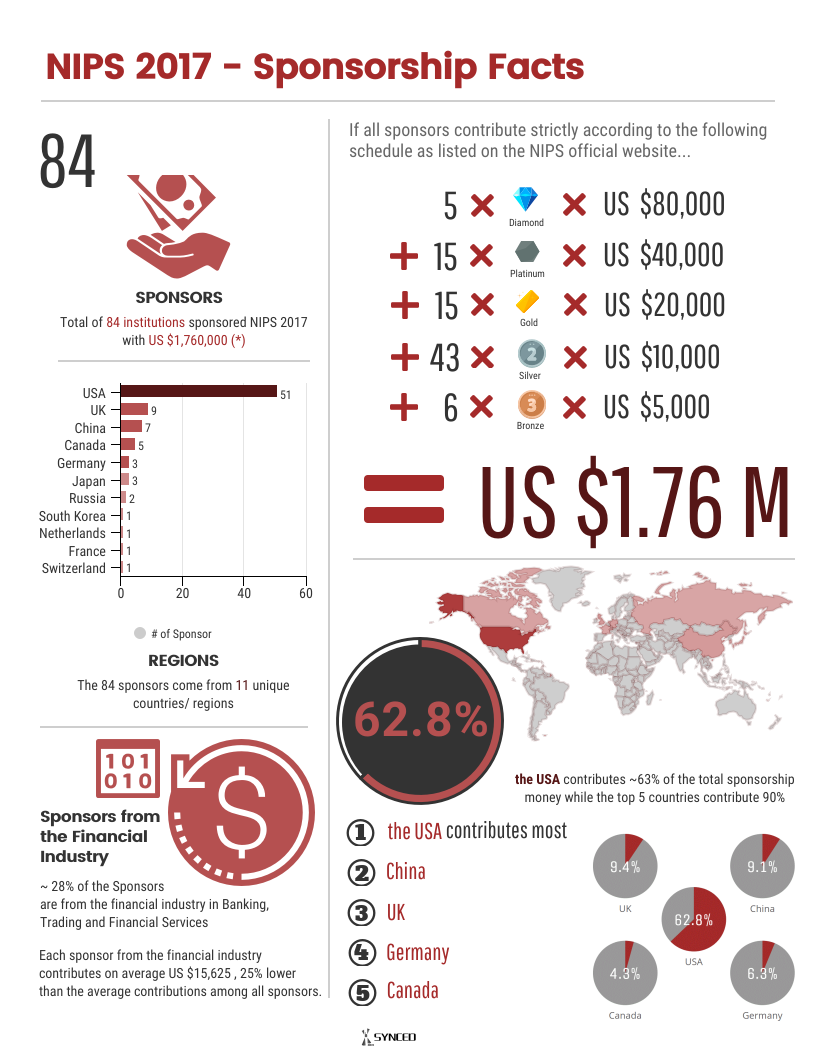 NIPS 2017 - Sponsorship Facts
84
SPONSORS
Total of 84 institutions sponsored NIPS 2017
with US $1,760,000 (*)
USA 51
UK 9
China 7
Canada 5
Germany 3
Japan 3
Russia 2
South Korea 1
Netherlands 1
France 1
Switzerland 1
0 20 40 60
# of Sponsor
REGIONS
The 84 sponsors come from 11 unique
countries/ regions
101
010
$
Sponsors from
the Financial
Industry
~ 28% of the Sponsors
are from the financial industry in Banking,
Trading and Financial Services
Each sponsor from the financial industry
contributes on average US $15,625 , 25% lower
than the average contributions among all sponsors.
If all sponsors contribute strictly according to the following
schedule as listed on the NIPS official website...
5 × Diamond × US $80,000
+ 15 × Platinum × US $40,000
+ 15 × Gold × US $20,000
+ 43 × 2 Silver × US $10,000
+ 6 × 3 Bronze × US $5,000
= US $1.76 M
62.8%
the USA contributes ~63% of the total sponsorship
money while the top 5 countries contribute 90%
1 the USA contributes most
2 China
3 UK
4 Germany
5 Canada
9.4%
UK
9.1%
China
62.8%
USA
4.3%
Canada
6.3%
Germany
SYNCED